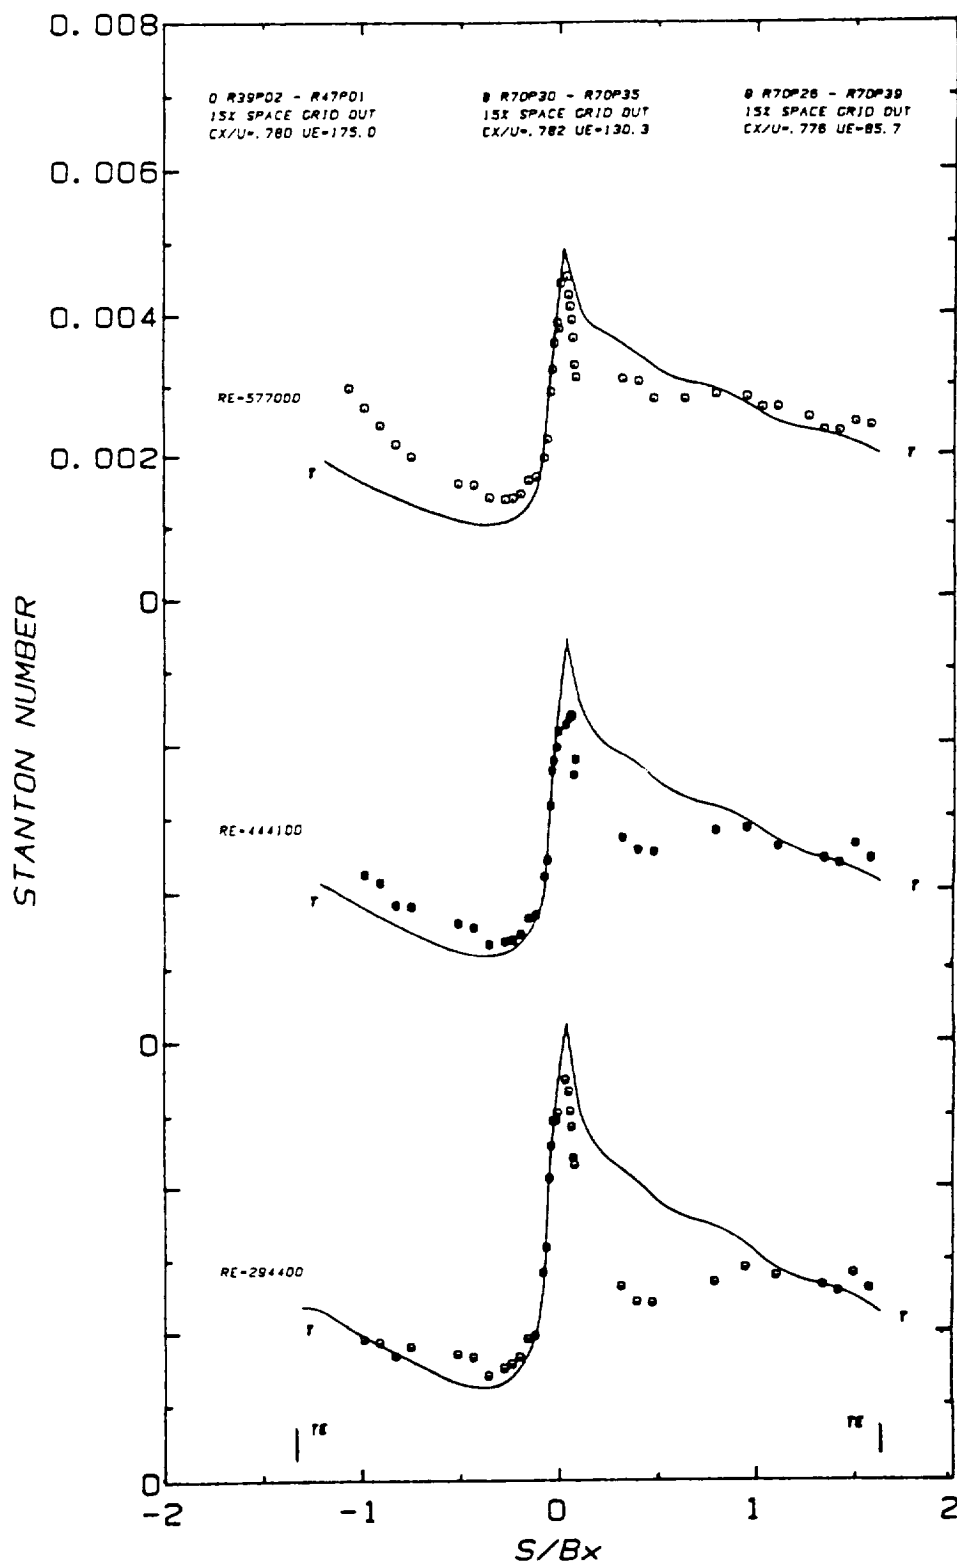 0.008
O R39P02 - R47P01
15% SPACE GRID OUT
CX/U=.780 UE=175.0
R70P30 - R70P35
15% SPACE GRID OUT
CX/U=.782 UE=130.3
R70P26 - R70P39
15% SPACE GRID OUT
CX/U=.776 UE=85.7
0.006
0.004
RE=577000
0.002
T
T
0
STANTON NUMBER
RE=444100
T
T
0
RE=294400
T
T
TE
TE
0
-2
-1
0
1
2
S/Bx